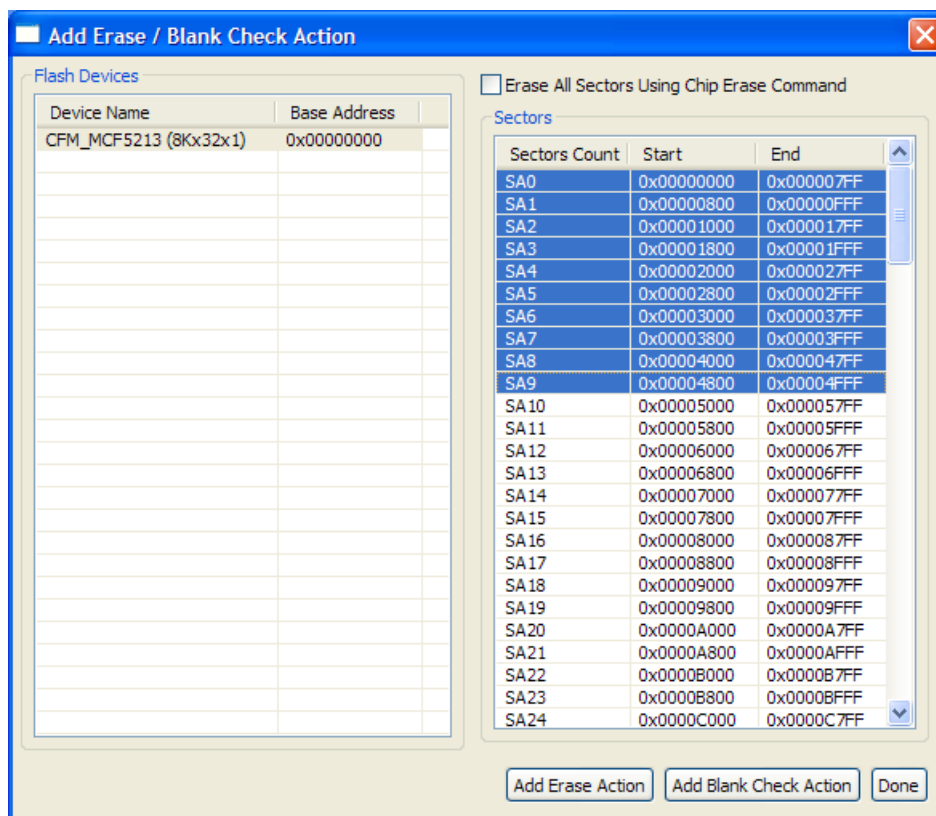 Add Erase / Blank Check Action
Flash Devices
Device Name Base Address
CFM_MCF5213 (8Kx32x1) 0x00000000
Erase All Sectors Using Chip Erase Command
Sectors
Sectors Count Start End
SA0 0x00000000 0x000007FF
SA1 0x00000800 0x00000FFF
SA2 0x00001000 0x000017FF
SA3 0x00001800 0x00001FFF
SA4 0x00002000 0x000027FF
SA5 0x00002800 0x00002FFF
SA6 0x00003000 0x000037FF
SA7 0x00003800 0x00003FFF
SA8 0x00004000 0x000047FF
SA9 0x00004800 0x00004FFF
SA10 0x00005000 0x000057FF
SA11 0x00005800 0x00005FFF
SA12 0x00006000 0x000067FF
SA13 0x00006800 0x00006FFF
SA14 0x00007000 0x000077FF
SA15 0x00007800 0x00007FFF
SA16 0x00008000 0x000087FF
SA17 0x00008800 0x00008FFF
SA18 0x00009000 0x000097FF
SA19 0x00009800 0x00009FFF
SA20 0x0000A000 0x0000A7FF
SA21 0x0000A800 0x0000AFFF
SA22 0x0000B000 0x0000B7FF
SA23 0x0000B800 0x0000BFFF
SA24 0x0000C000 0x0000C7FF
Add Erase Action Add Blank Check Action Done